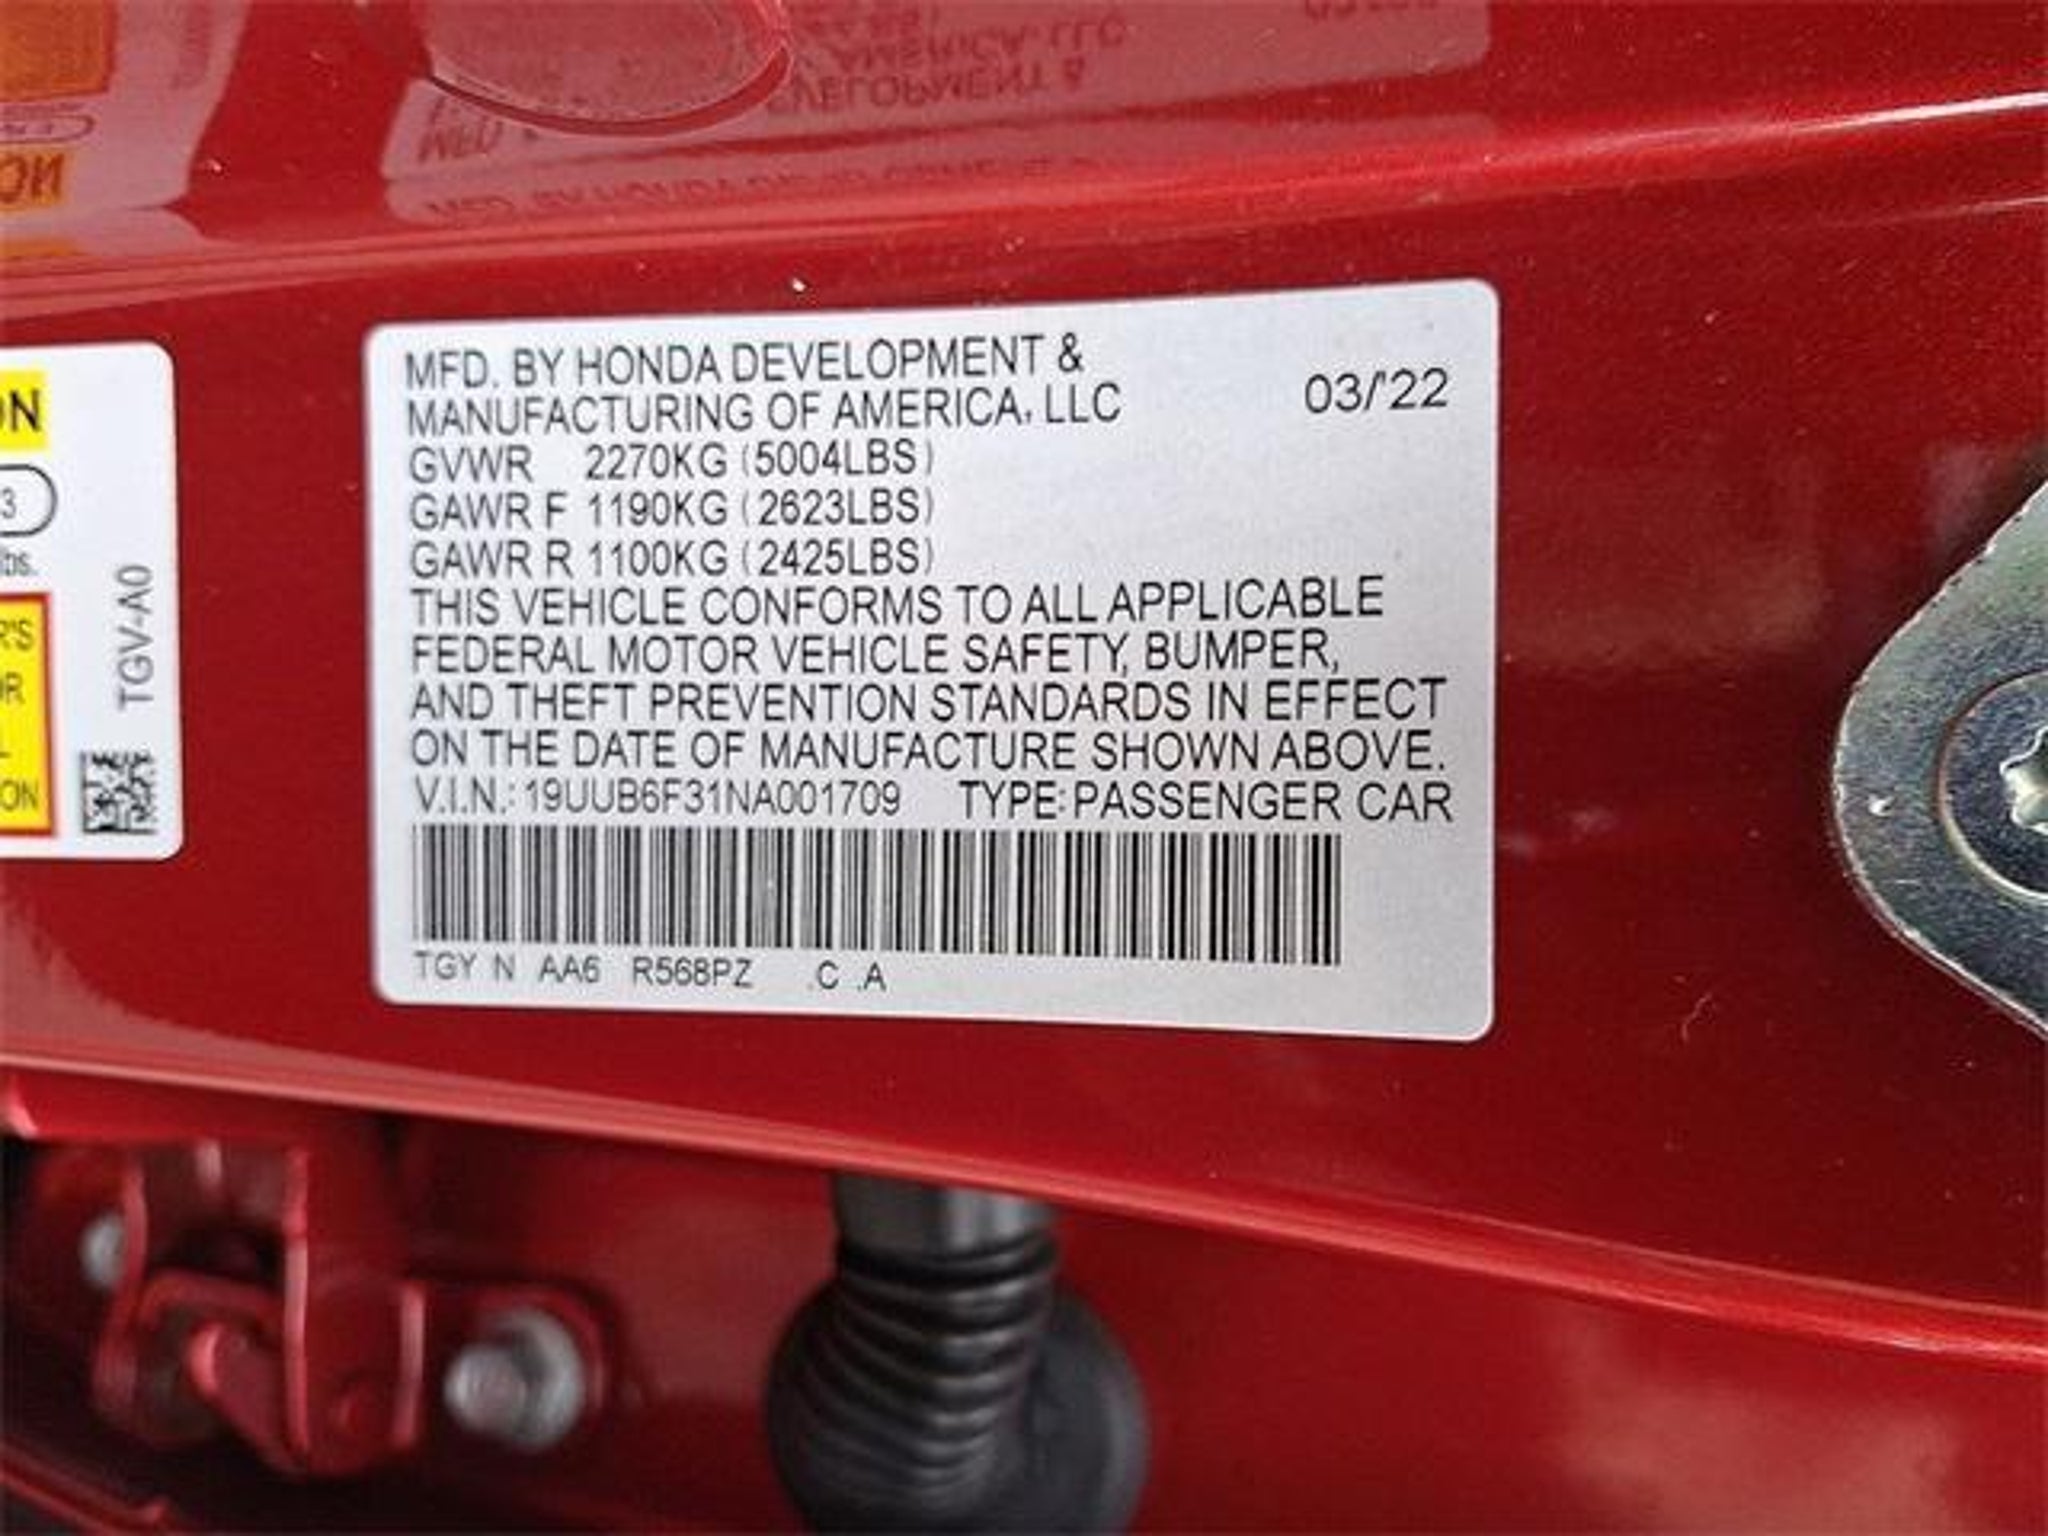 MFD. BY HONDA DEVELOPMENT &
MANUFACTURING OF AMERICA, LLC 03/'22
GVWR 2270KG (5004LBS)
GAWR F 1190KG (2623LBS)
GAWR R 1100KG (2425LBS)
THIS VEHICLE CONFORMS TO ALL APPLICABLE
FEDERAL MOTOR VEHICLE SAFETY, BUMPER,
AND THEFT PREVENTION STANDARDS IN EFFECT
ON THE DATE OF MANUFACTURE SHOWN ABOVE.
V.I.N.: 19UUB6F31NA001709 TYPE: PASSENGER CAR
TGY N AA6 R568PZ .C .A
TGV-A0